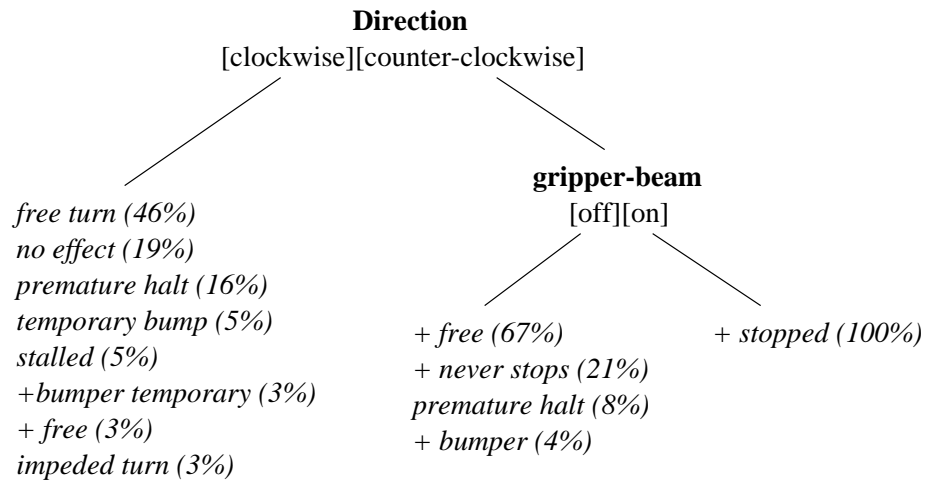 Direction
[clockwise][counter-clockwise]
gripper-beam
[off][on]
free turn (46%)
no effect (19%)
premature halt (16%)
temporary bump (5%)
stalled (5%)
+bumper temporary (3%)
+ free (3%)
impeded turn (3%)
+ free (67%)
+ never stops (21%)
premature halt (8%)
+ bumper (4%)
+ stopped (100%)